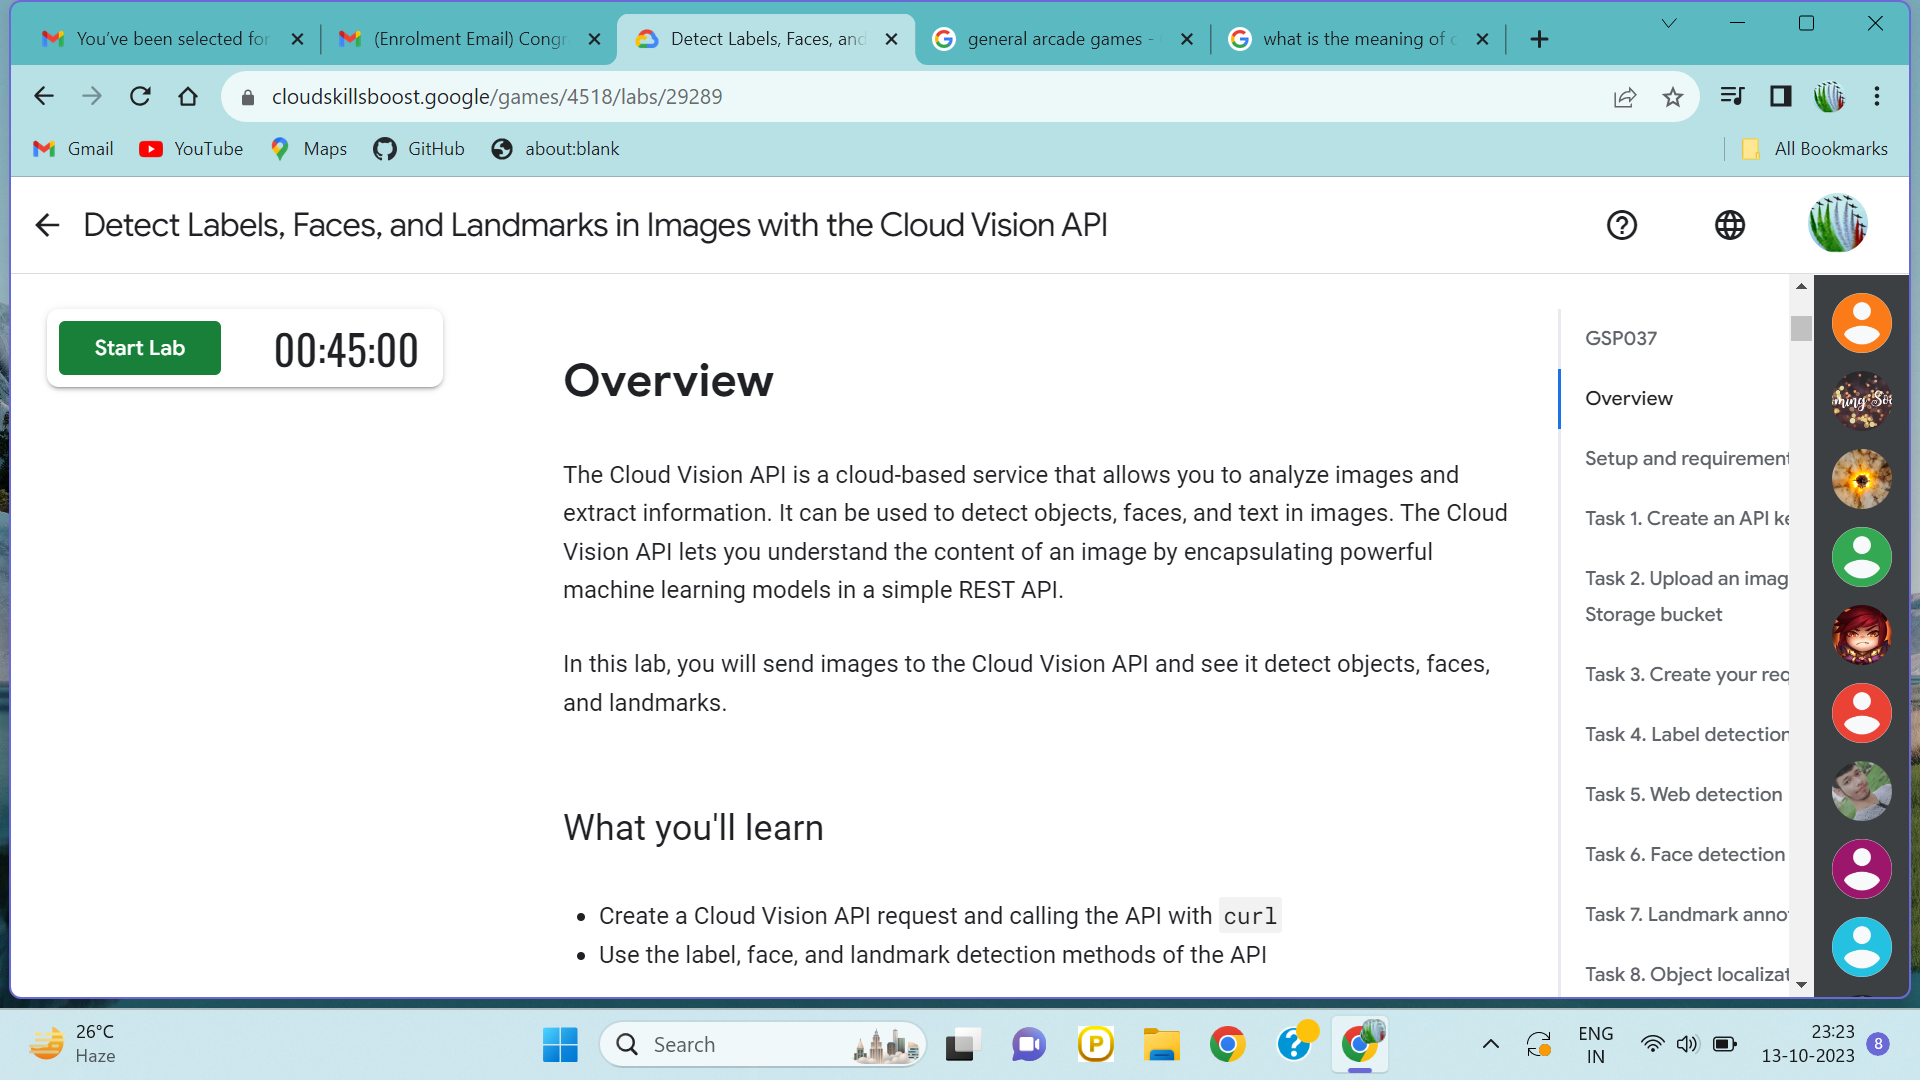 You've been selected for
(Enrolment Email) Congr
Detect Labels, Faces, and
general arcade games -
what is the meaning of
cloudskillsboost.google/games/4518/labs/29289
Gmail
YouTube
Maps
GitHub
about:blank
All Bookmarks
Detect Labels, Faces, and Landmarks in Images with the Cloud Vision API
Start Lab
00:45:00
Overview
The Cloud Vision API is a cloud-based service that allows you to analyze images and
extract information. It can be used to detect objects, faces, and text in images. The Cloud
Vision API lets you understand the content of an image by encapsulating powerful
machine learning models in a simple REST API.
In this lab, you will send images to the Cloud Vision API and see it detect objects, faces,
and landmarks.
What you'll learn
• Create a Cloud Vision API request and calling the API with curl
• Use the label, face, and landmark detection methods of the API
GSP037
Overview
Setup and requirement
Task 1. Create an API ke
Task 2. Upload an imag
Storage bucket
Task 3. Create your req
Task 4. Label detection
Task 5. Web detection
Task 6. Face detection
Task 7. Landmark anno
Task 8. Object localizat
ming Soo
26°C
Haze
Search
P
ENG
IN
23:23
13-10-2023
8